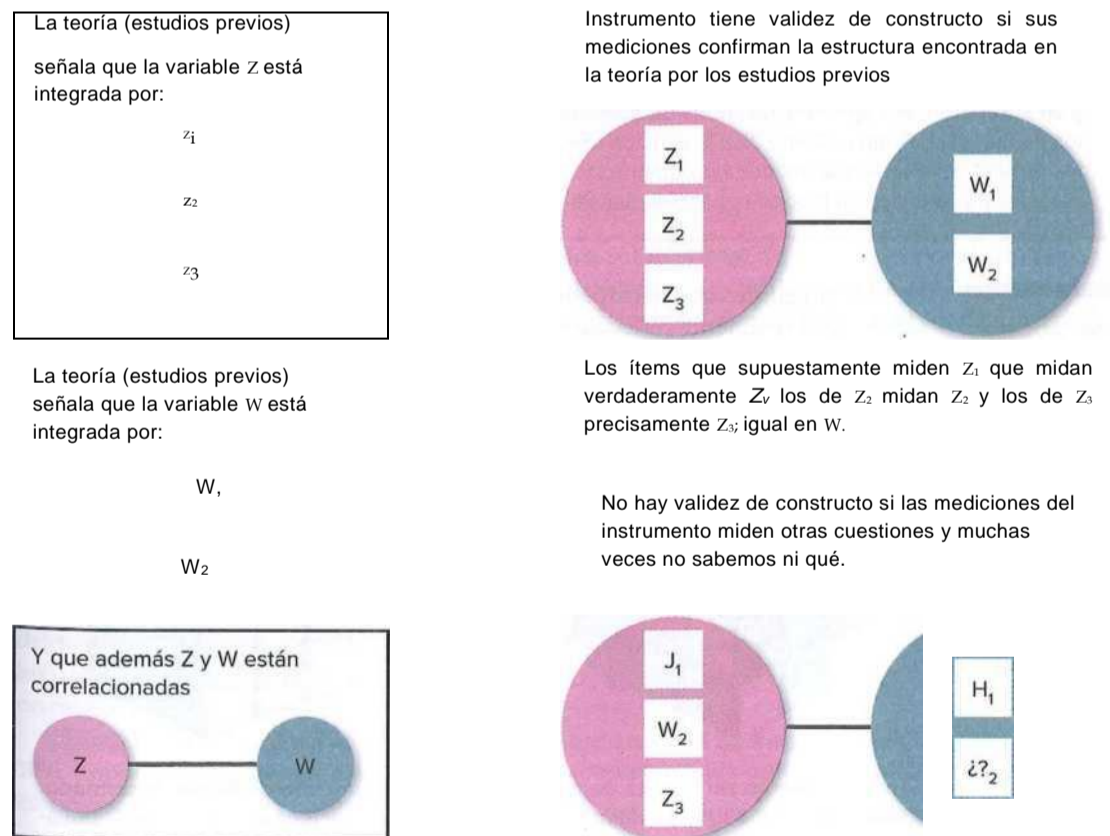 La teoría (estudios previos)
señala que la variable Z está
integrada por:
zi
z2
z3
La teoría (estudios previos)
señala que la variable W está
integrada por:
W,
W2
Y que además Z y W están
correlacionadas
Z
W
Instrumento tiene validez de constructo si sus
mediciones confirman la estructura encontrada en
la teoría por los estudios previos
Z1
Z2
Z3
W1
W2
Los ítems que supuestamente miden Z1 que midan
verdaderamente Zv los de Z2 midan Z2 y los de Z3
precisamente Z3; igual en W.
No hay validez de constructo si las mediciones del
instrumento miden otras cuestiones y muchas
veces no sabemos ni qué.
J1
W2
Z3
H1
¿?2